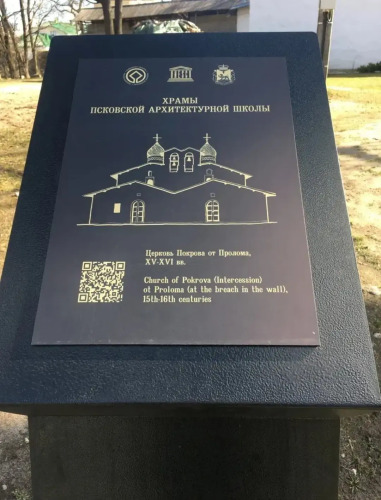 ХРАМЫ
ПСКОВСКОЙ АРХИТЕКТУРНОЙ ШКОЛЫ
Церковь Покрова от Пролома,
XV-XVI вв.
Church of Pokrova (Intercession)
ot Proloma (at the breach in the wall),
15th-16th centuries